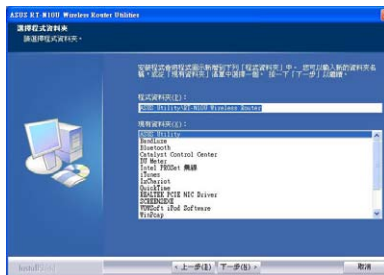 ASUS RT-N10U Wireless Router Utilities
選擇程式資料夾
請選擇程式資料夾。
安裝程式會將程式圖示新增到下列「程式資料夾」中。 您可以輸入新的資料夾名
稱，或從「現有資料夾」清單中選擇一個。 按一下「下一步」以繼續。
程式資料夾(P)：
ASUS Utility\RT-N10U Wireless Router
現有資料夾(X)：
ASUS Utility
BandLuxe
Bluetooth
Catalyst Control Center
DU Meter
Intel PROSet 無線
iTunes
IxChariot
QuickTime
REALTEK PCIE NIC Driver
SCREEN2EXE
iPod Software
WinPcap
InstallShield
< 上一步(B)
下一步(N) >
取消